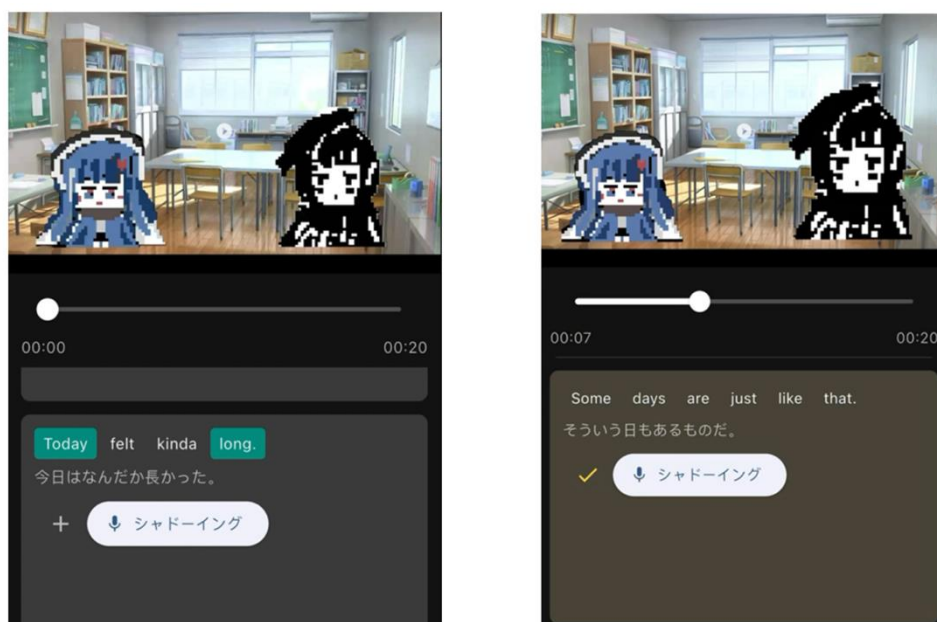 00:00 00:20
Today felt kinda long.
今日はなんだか長かった。
シャドーイング
00:07 00:20
Some days are just like that.
そういう日もあるものだ。
シャドーイング